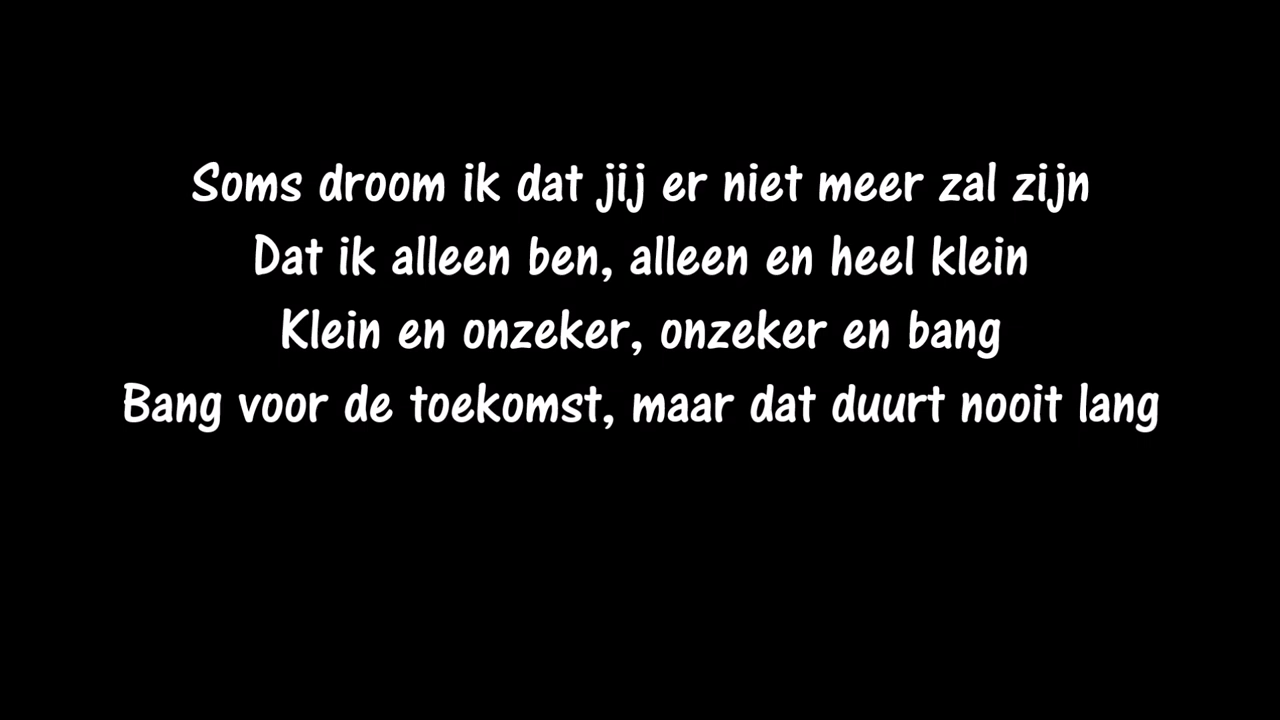 Soms droom ik dat jij er niet meer zal zijn
Dat ik alleen ben, alleen en heel klein
Klein en onzeker, onzeker en bang
Bang voor de toekomst, maar dat duurt nooit lang